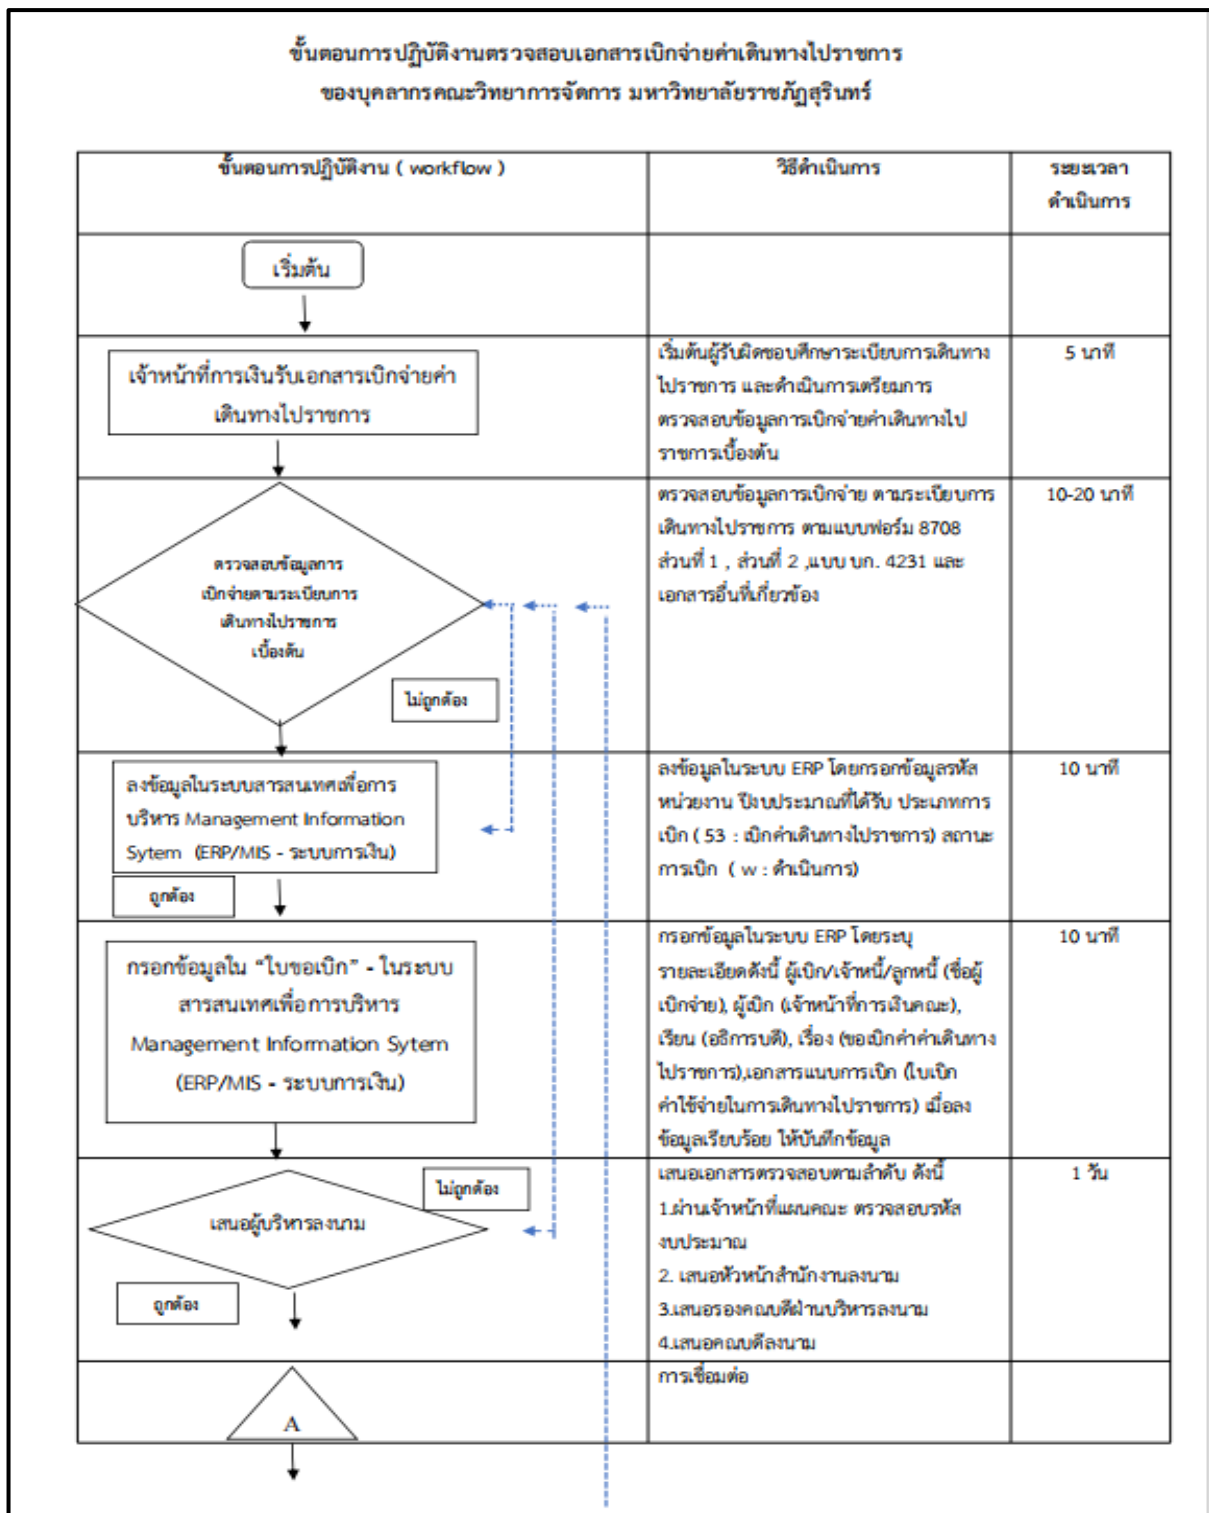 ขั้นตอนการปฏิบัติงานตรวจสอบเอกสารเบิกจ่ายค่าเดินทางไปราชการ
ของบุคลากรคณะวิทยาการจัดการ มหาวิทยาลัยราชภัฏสุรินทร์
ขั้นตอนการปฏิบัติงาน ( workflow )
วิธีดำเนินการ
ระยะเวลา
ดำเนินการ
เริ่มต้น
เจ้าหน้าที่การเงินรับเอกสารเบิกจ่ายค่า
เดินทางไปราชการ
เริ่มต้นผู้รับผิดชอบศึกษาระเบียบการเดินทาง
ไปราชการ และดำเนินการเตรียมการ
ตรวจสอบข้อมูลการเบิกจ่ายค่าเดินทางไป
ราชการเบื้องต้น
5 นาที
ตรวจสอบข้อมูลการ
เบิกจ่ายตามระเบียบการ
เดินทางไปราชการ
เบื้องต้น
ไม่ถูกต้อง
ตรวจสอบข้อมูลการเบิกจ่าย ตามระเบียบการ
เดินทางไปราชการ ตามแบบฟอร์ม 8708
ส่วนที่ 1 , ส่วนที่ 2 ,แบบ บก. 4231 และ
เอกสารอื่นที่เกี่ยวข้อง
10-20 นาที
ลงข้อมูลในระบบสารสนเทศเพื่อการ
บริหาร Management Information
Sytem (ERP/MIS - ระบบการเงิน)
ถูกต้อง
ลงข้อมูลในระบบ ERP โดยกรอกข้อมูลรหัส
หน่วยงาน ปีงบประมาณที่ได้รับ ประเภทการ
เบิก ( 53 : เบิกค่าเดินทางไปราชการ) สถานะ
การเบิก ( w : ดำเนินการ)
10 นาที
กรอกข้อมูลใน “ใบขอเบิก” - ในระบบ
สารสนเทศเพื่อการบริหาร
Management Information Sytem
(ERP/MIS - ระบบการเงิน)
กรอกข้อมูลในระบบ ERP โดยระบุ
รายละเอียดดังนี้ ผู้เบิก/เจ้าหนี้/ลูกหนี้ (ชื่อผู้
เบิกจ่าย), ผู้เบิก (เจ้าหน้าที่การเงินคณะ),
เรียน (อธิการบดี), เรื่อง (ขอเบิกค่าค่าเดินทาง
ไปราชการ),เอกสารแนบการเบิก (ใบเบิก
ค่าใช้จ่ายในการเดินทางไปราชการ) เมื่อลง
ข้อมูลเรียบร้อย ให้บันทึกข้อมูล
10 นาที
ไม่ถูกต้อง
เสนอผู้บริหารลงนาม
ถูกต้อง
เสนอเอกสารตรวจสอบตามลำดับ ดังนี้
1.ผ่านเจ้าหน้าที่แผนคณะ ตรวจสอบรหัส
งบประมาณ
2. เสนอหัวหน้าสำนักงานลงนาม
3.เสนอรองคณบดีฝ่านบริหารลงนาม
4.เสนอคณบดีลงนาม
1 วัน
A
การเชื่อมต่อ